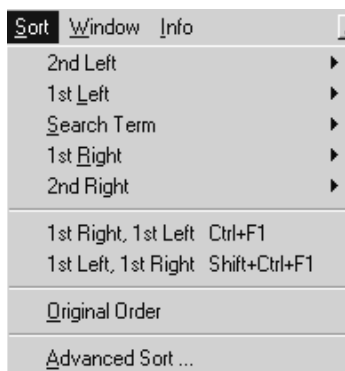 Sort Window Info
2nd Left
1st Left
Search Term
1st Right
2nd Right
1st Right, 1st Left Ctrl+F1
1st Left, 1st Right Shift+Ctrl+F1
Original Order
Advanced Sort ...